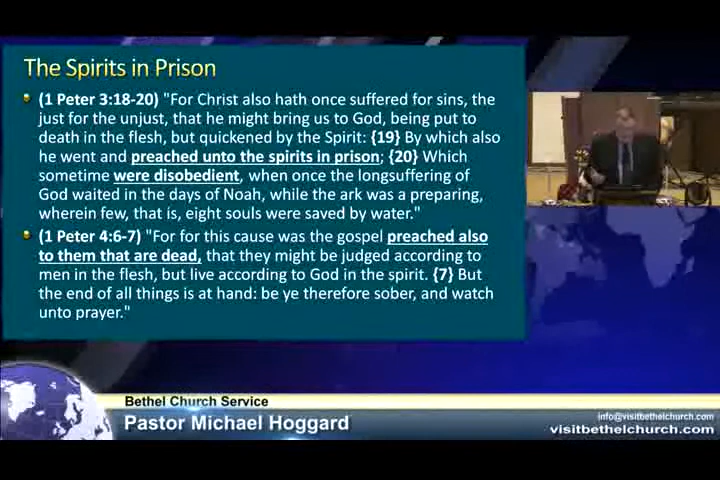 The Spirits in Prison
(1 Peter 3:18-20) "For Christ also hath once suffered for sins, the
just for the unjust, that he might bring us to God, being put to
death in the flesh, but quickened by the Spirit: {19} By which also
he went and preached unto the spirits in prison; {20} Which
sometime were disobedient, when once the longsuffering of
God waited in the days of Noah, while the ark was a preparing,
wherein few, that is, eight souls were saved by water."
(1 Peter 4:6-7) "For for this cause was the gospel preached also
to them that are dead, that they might be judged according to
men in the flesh, but live according to God in the spirit. {7} But
the end of all things is at hand: be ye therefore sober, and watch
unto prayer."
Bethel Church Service
Pastor Michael Hoggard
info@visitbethelchurch.com
visitbethelchurch.com